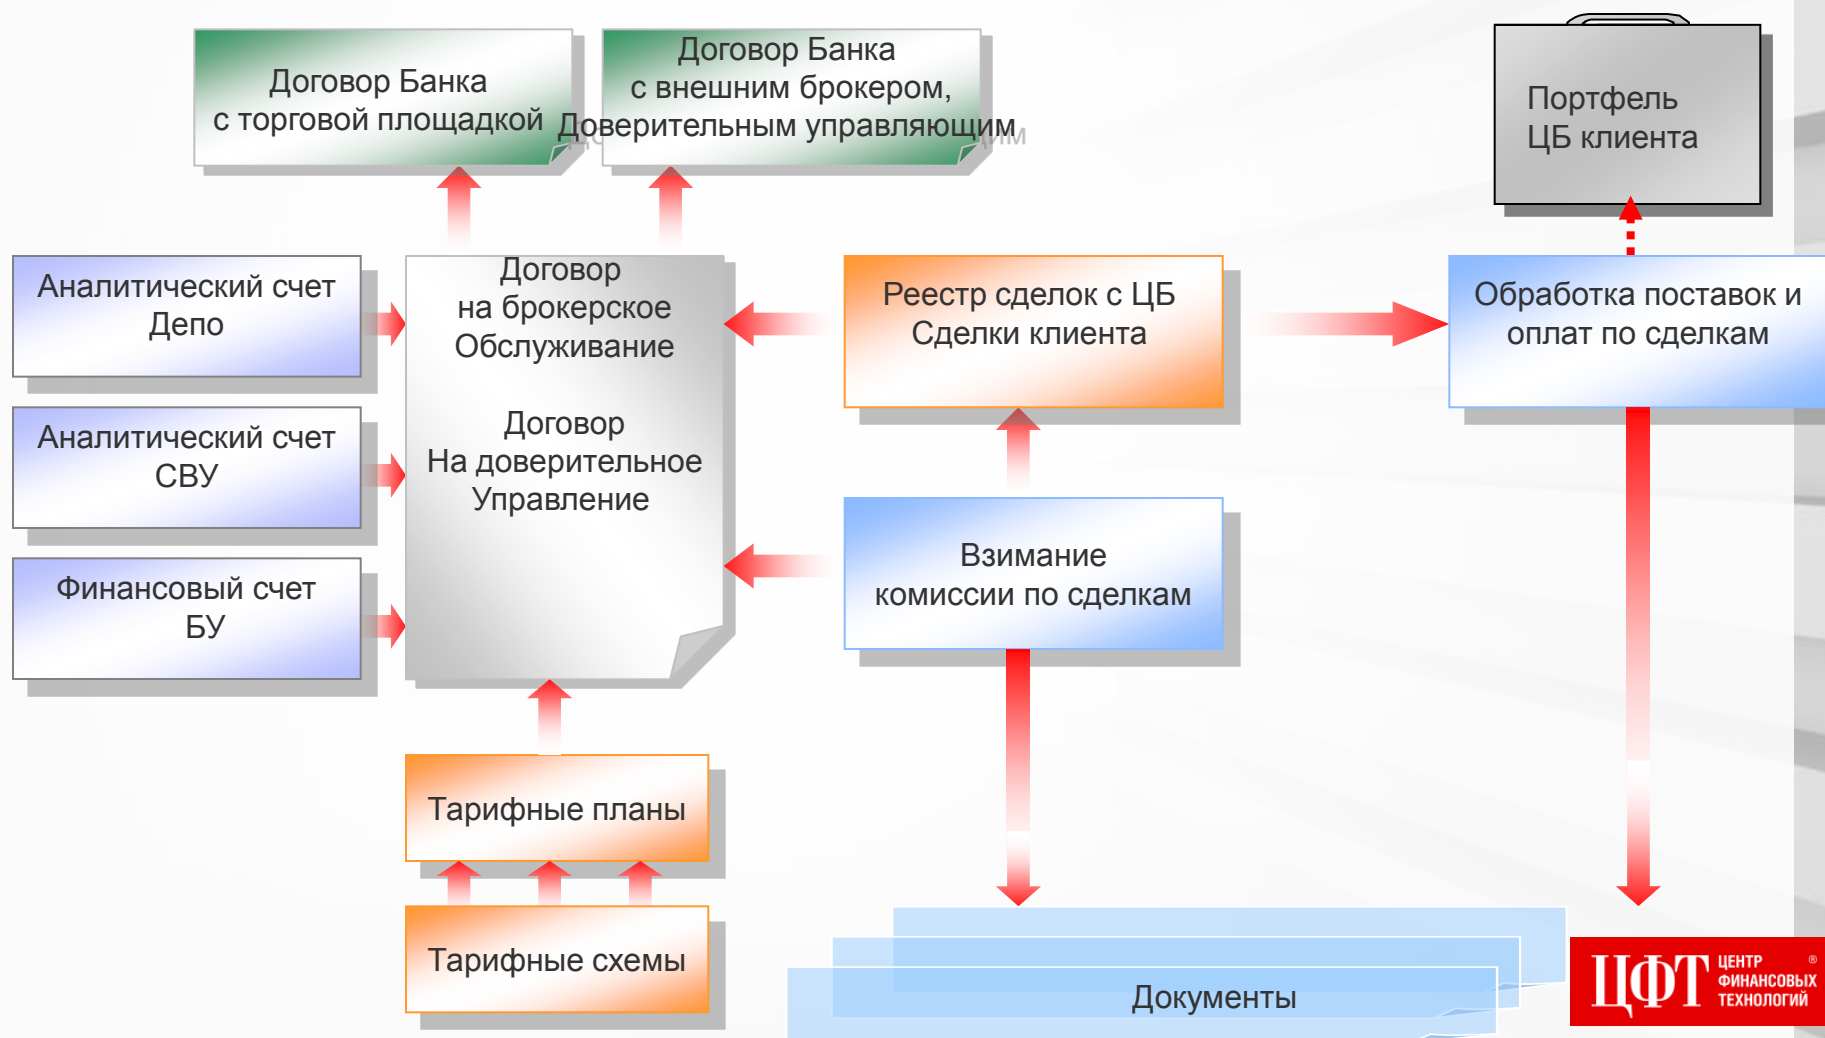 Договор Банка
с торговой площадкой
Договор Банка
с внешним брокером,
Доверительным управляющим
Портфель
ЦБ клиента
Аналитический счет
Депо
Договор
на брокерское
Обслуживание
Договор
На доверительное
Управление
Реестр сделок с ЦБ
Сделки клиента
Обработка поставок и
оплат по сделкам
Аналитический счет
СВУ
Взимание
комиссии по сделкам
Финансовый счет
БУ
Тарифные планы
Тарифные схемы
Документы
ЦФТ
ЦЕНТР ®
ФИНАНСОВЫХ
ТЕХНОЛОГИЙ